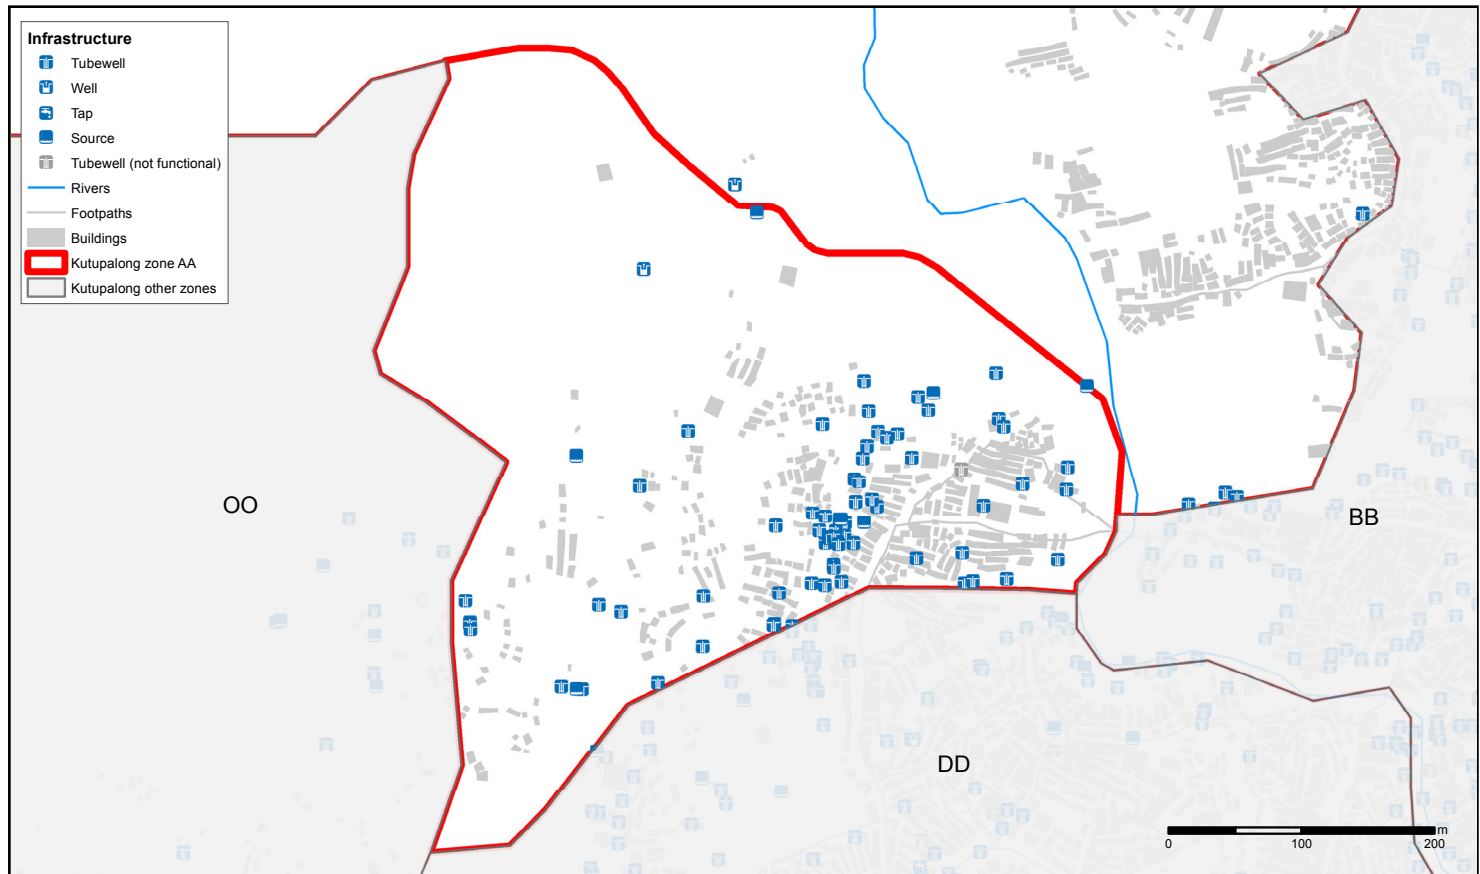 Infrastructure
Tubewell
Well
Tap
Source
Tubewell (not functional)
Rivers
Footpaths
Buildings
Kutupalong zone AA
Kutupalong other zones
OO
BB
DD
m
0 100 200